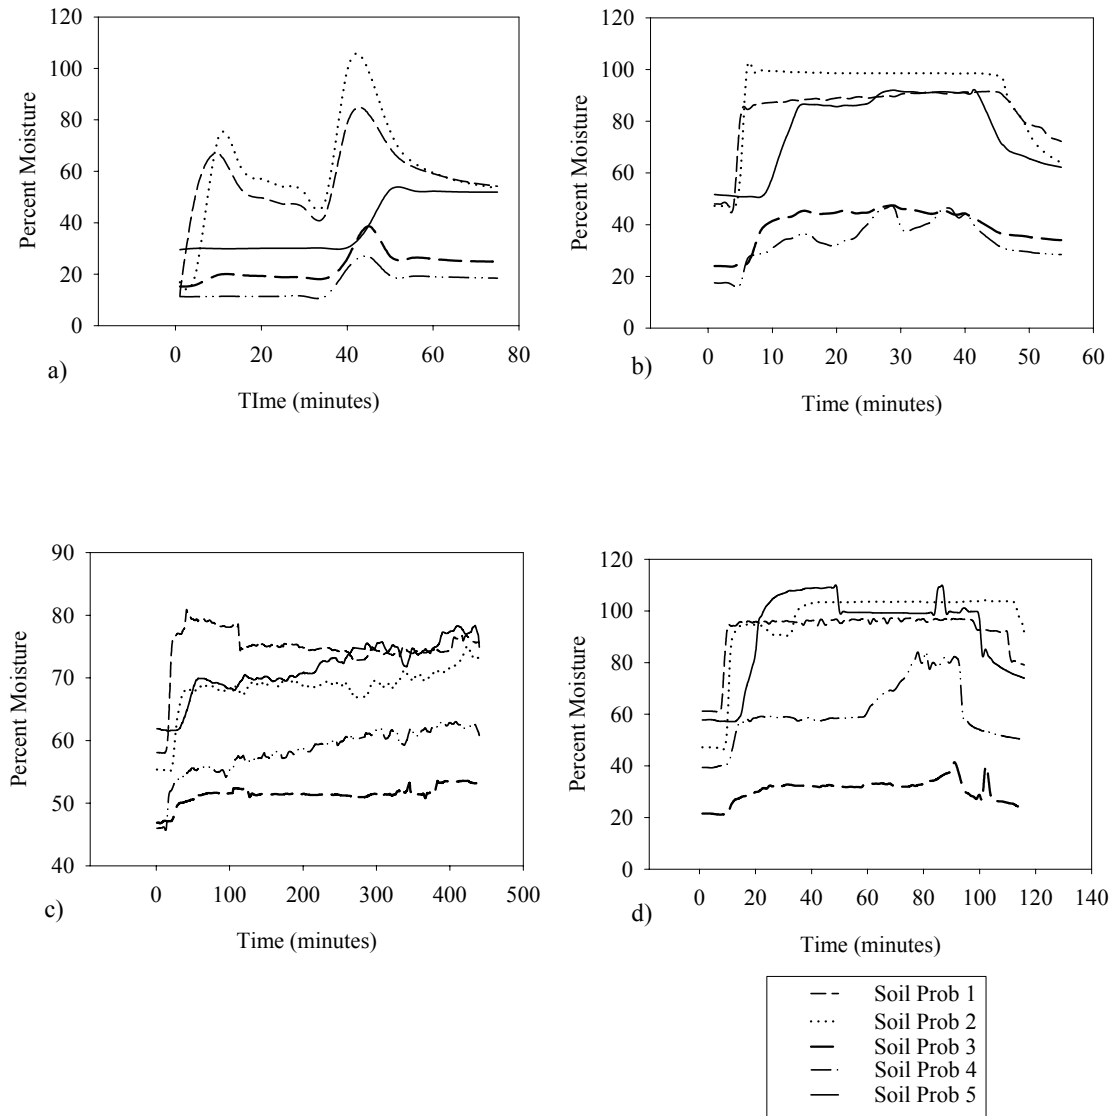 120
100
80
60
40
20
0
Percent Moisture
0 20 40 60 80
a)
TIme (minutes)
120
100
80
60
40
20
0
Percent Moisture
0 10 20 30 40 50 60
b)
Time (minutes)
90
80
70
60
50
40
Percent Moisture
0 100 200 300 400 500
c)
Time (minutes)
120
100
80
60
40
20
0
Percent Moisture
0 20 40 60 80 100 120 140
d)
Time (minutes)
Soil Prob 1
Soil Prob 2
Soil Prob 3
Soil Prob 4
Soil Prob 5